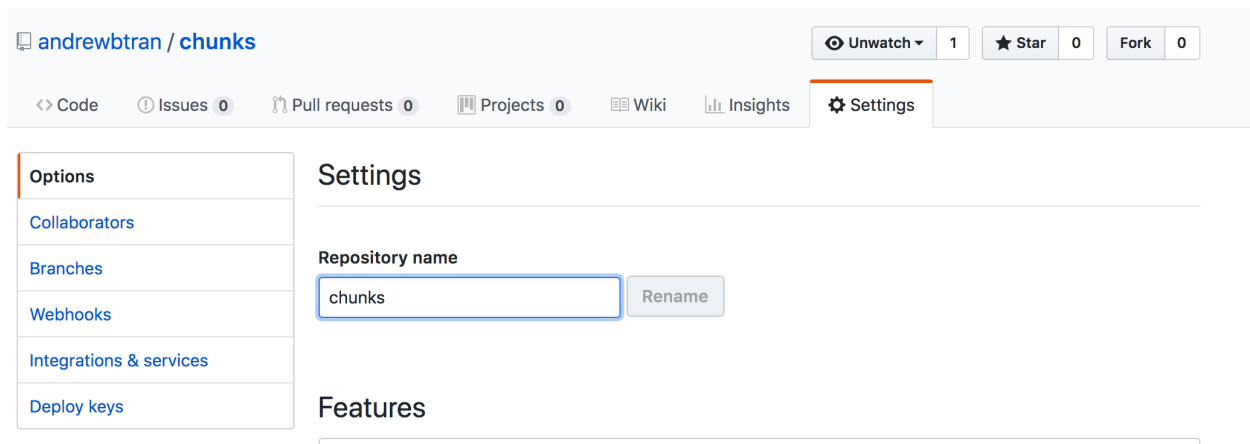 andrewbtran / chunks
Unwatch 1 Star 0 Fork 0
Code Issues 0 Pull requests 0 Projects 0 Wiki Insights Settings
Options
Collaborators
Branches
Webhooks
Integrations & services
Deploy keys
Settings
Repository name
chunks Rename
Features